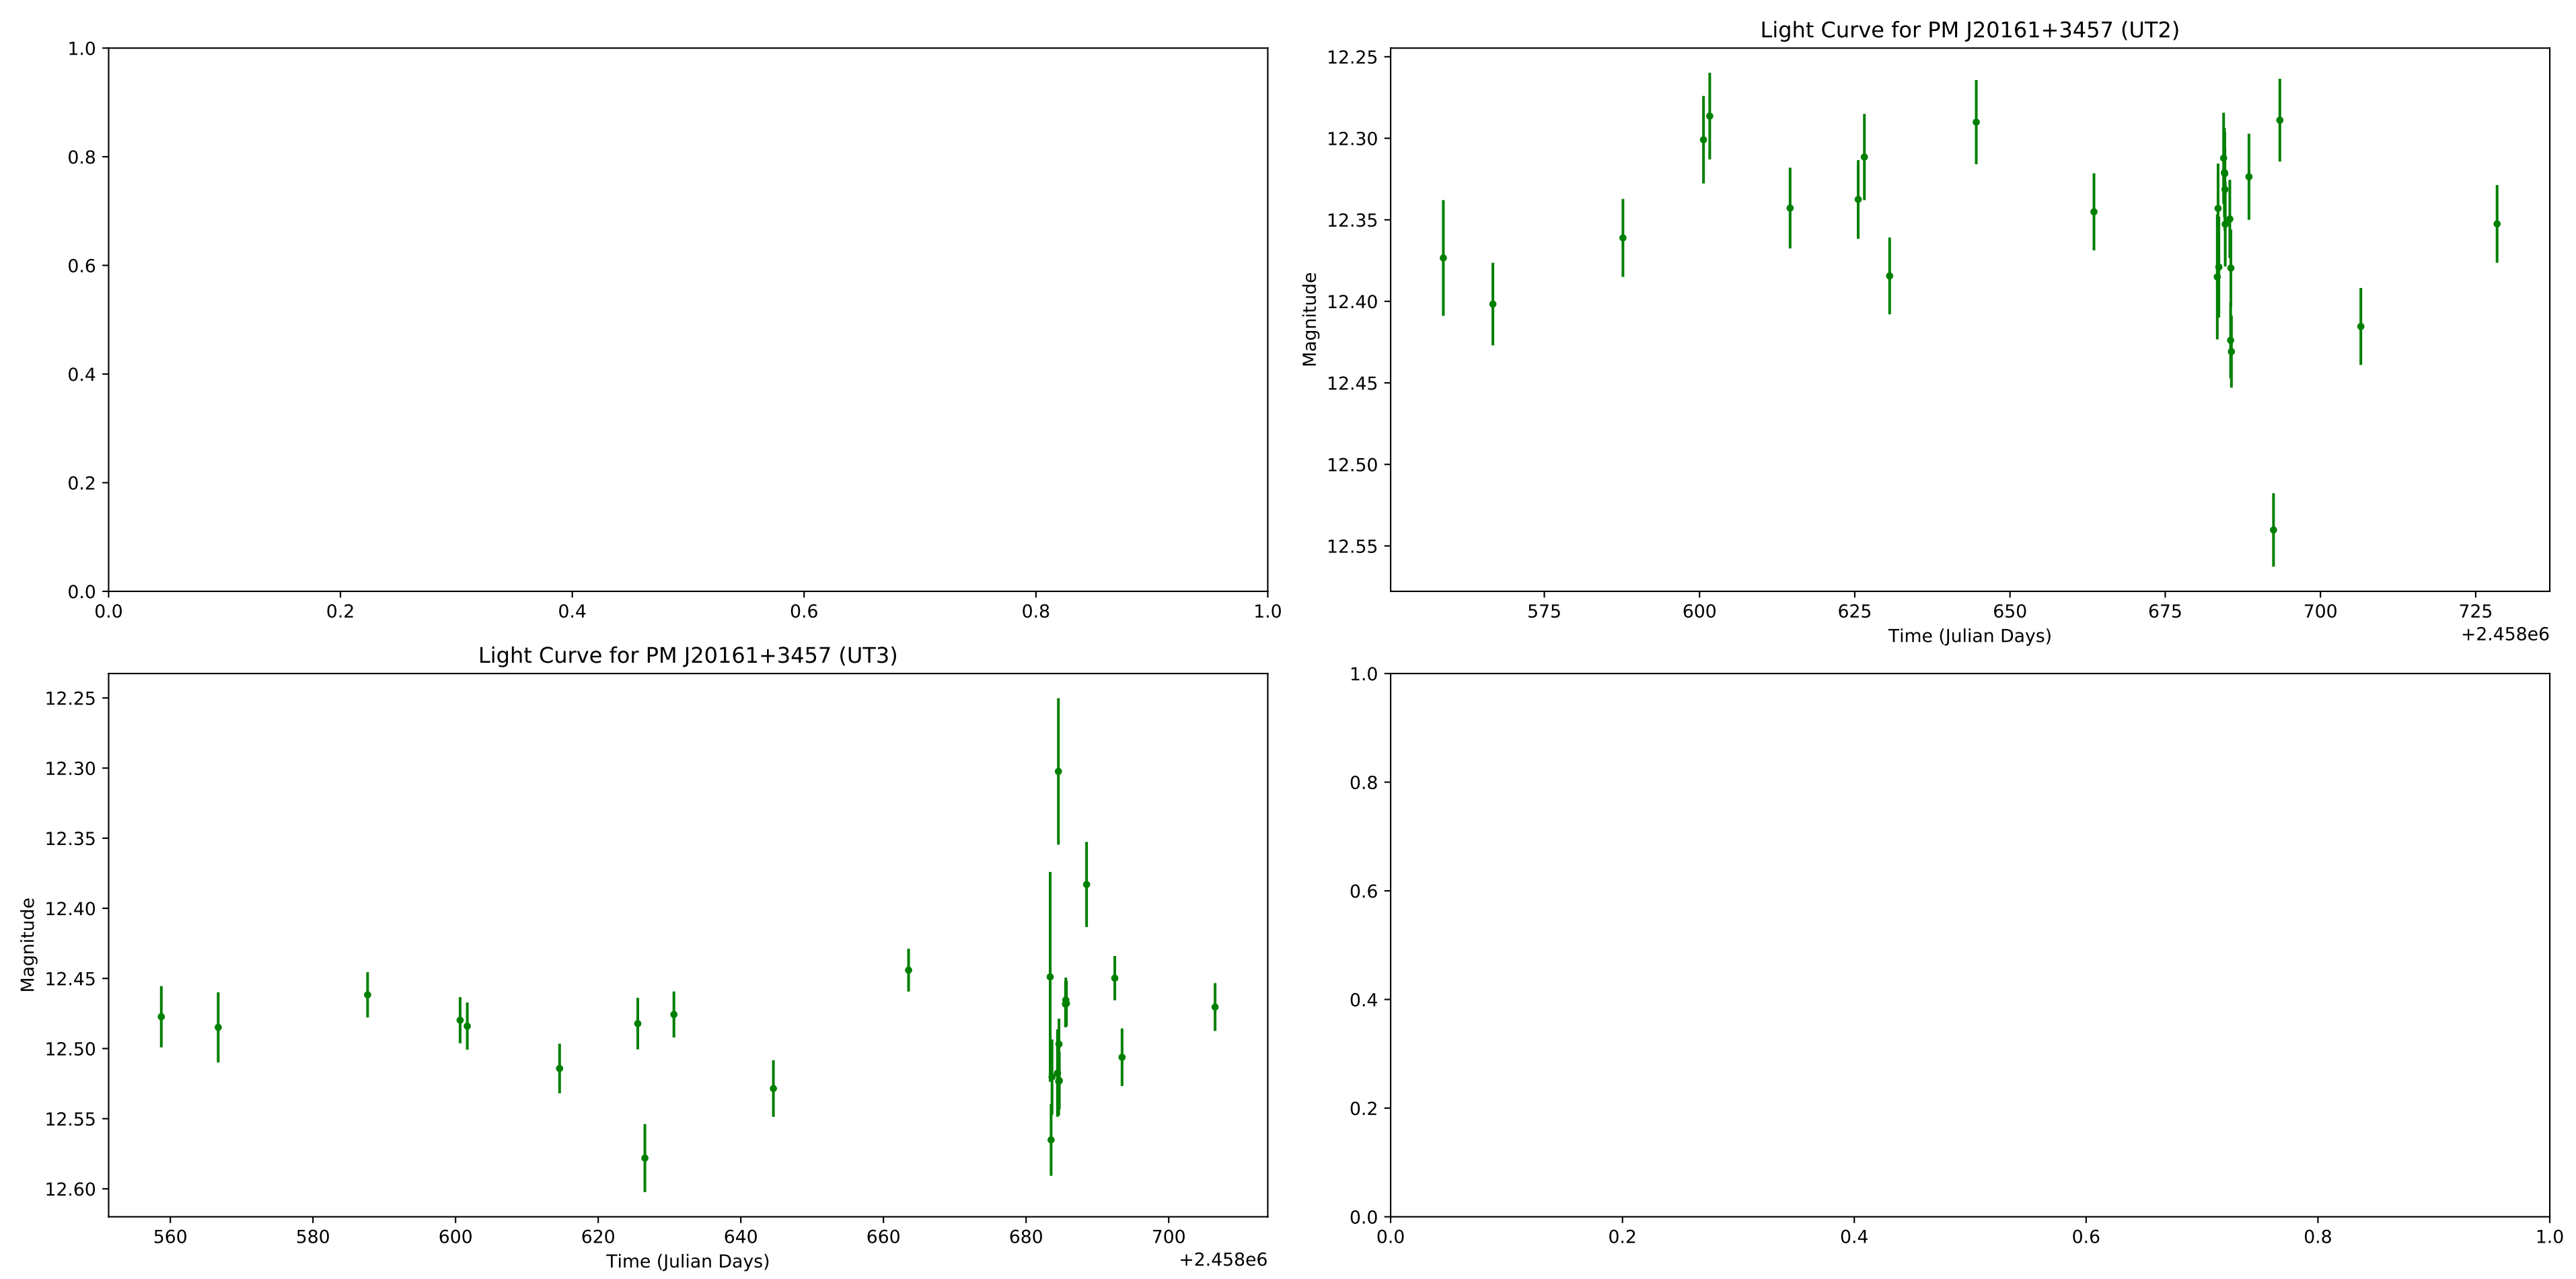 1.0
0.8
0.6
0.4
0.2
0.0
0.0 0.2 0.4 0.6 0.8 1.0
Light Curve for PM J20161+3457 (UT2)
Magnitude
12.25
12.30
12.35
12.40
12.45
12.50
12.55
575 600 625 650 675 700 725
Time (Julian Days)
+2.458e6
Light Curve for PM J20161+3457 (UT3)
Magnitude
12.25
12.30
12.35
12.40
12.45
12.50
12.55
12.60
560 580 600 620 640 660 680 700
Time (Julian Days)
+2.458e6
1.0
0.8
0.6
0.4
0.2
0.0
0.0 0.2 0.4 0.6 0.8 1.0